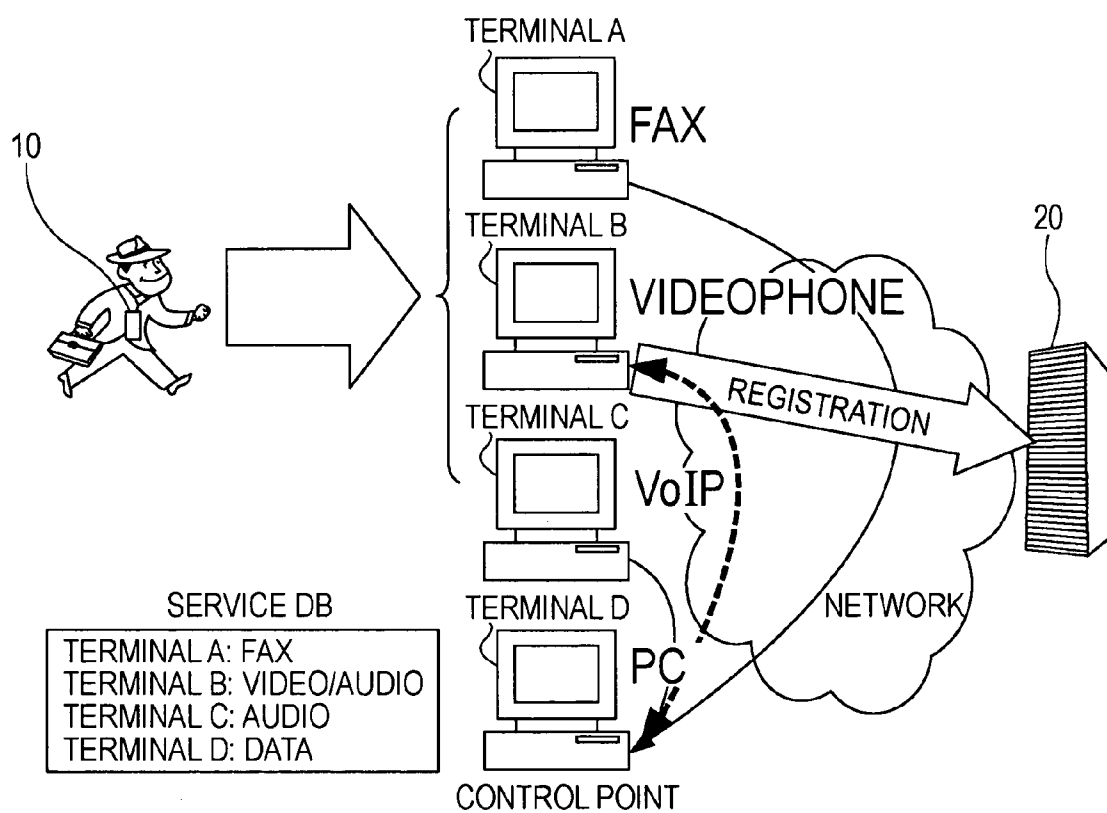 TERMINAL A
FAX
10
TERMINAL B
20
VIDEOPHONE
REGISTRATION
TERMINAL C
VoIP
SERVICE DB
TERMINAL D
NETWORK
TERMINAL A: FAX
TERMINAL B: VIDEO/AUDIO
TERMINAL C: AUDIO
TERMINAL D: DATA
PC
CONTROL POINT